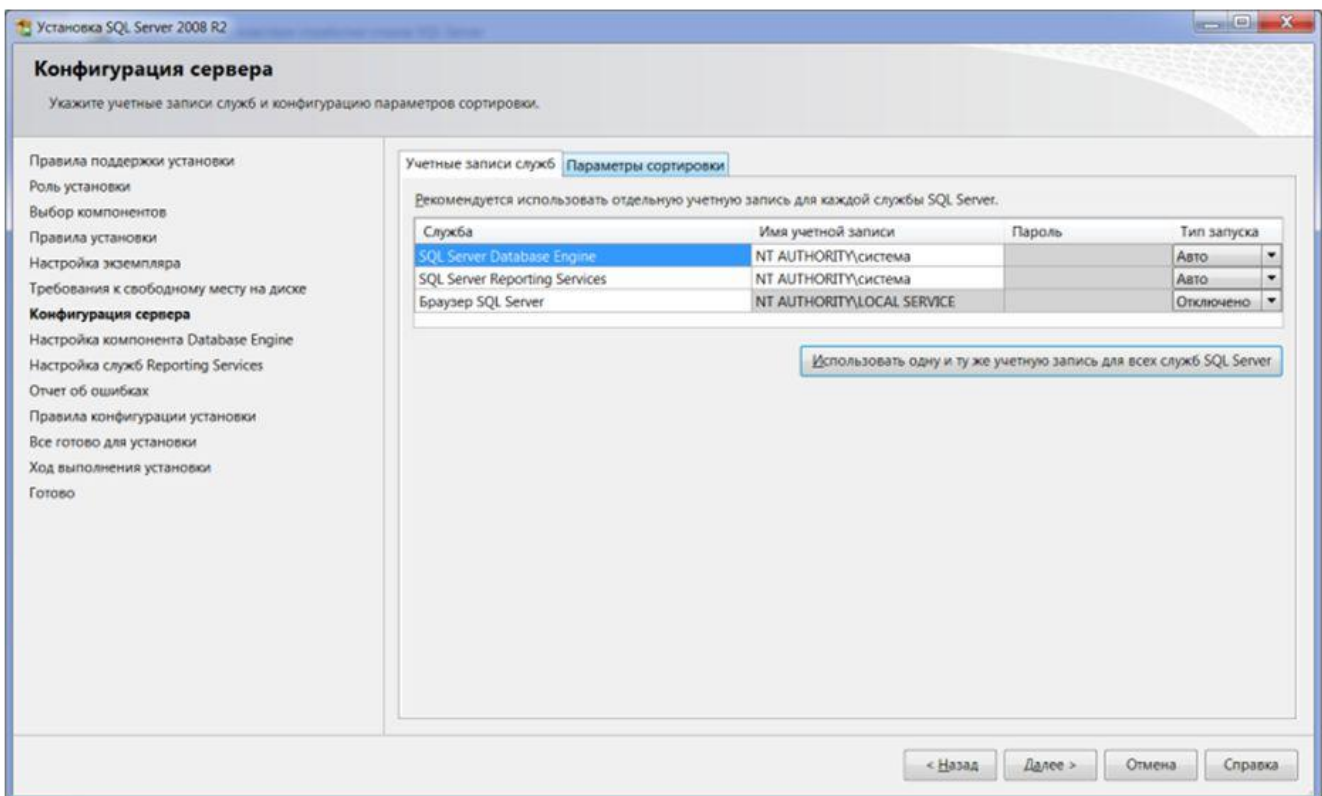 Установка SQL Server 2008 R2
Конфигурация сервера
Укажите учетные записи служб и конфигурацию параметров сортировки.
Правила поддержки установки
Роль установки
Выбор компонентов
Правила установки
Настройка экземпляра
Требования к свободному месту на диске
Конфигурация сервера
Настройка компонента Database Engine
Настройка служб Reporting Services
Отчет об ошибках
Правила конфигурации установки
Все готово для установки
Ход выполнения установки
Готово
Учетные записи служб Параметры сортировки
Рекомендуется использовать отдельную учетную запись для каждой службы SQL Server.
Служба Имя учетной записи Пароль Тип запуска
SQL Server Database Engine NT AUTHORITY\система Авто
SQL Server Reporting Services NT AUTHORITY\система Авто
Браузер SQL Server NT AUTHORITY\LOCAL SERVICE Отключено
Использовать одну и ту же учетную запись для всех служб SQL Server
< Назад Далее > Отмена Справка